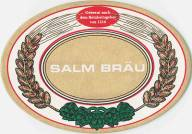 Gebraut nach
dem Reinheitsgebot
von 1516
SALM BRÄU